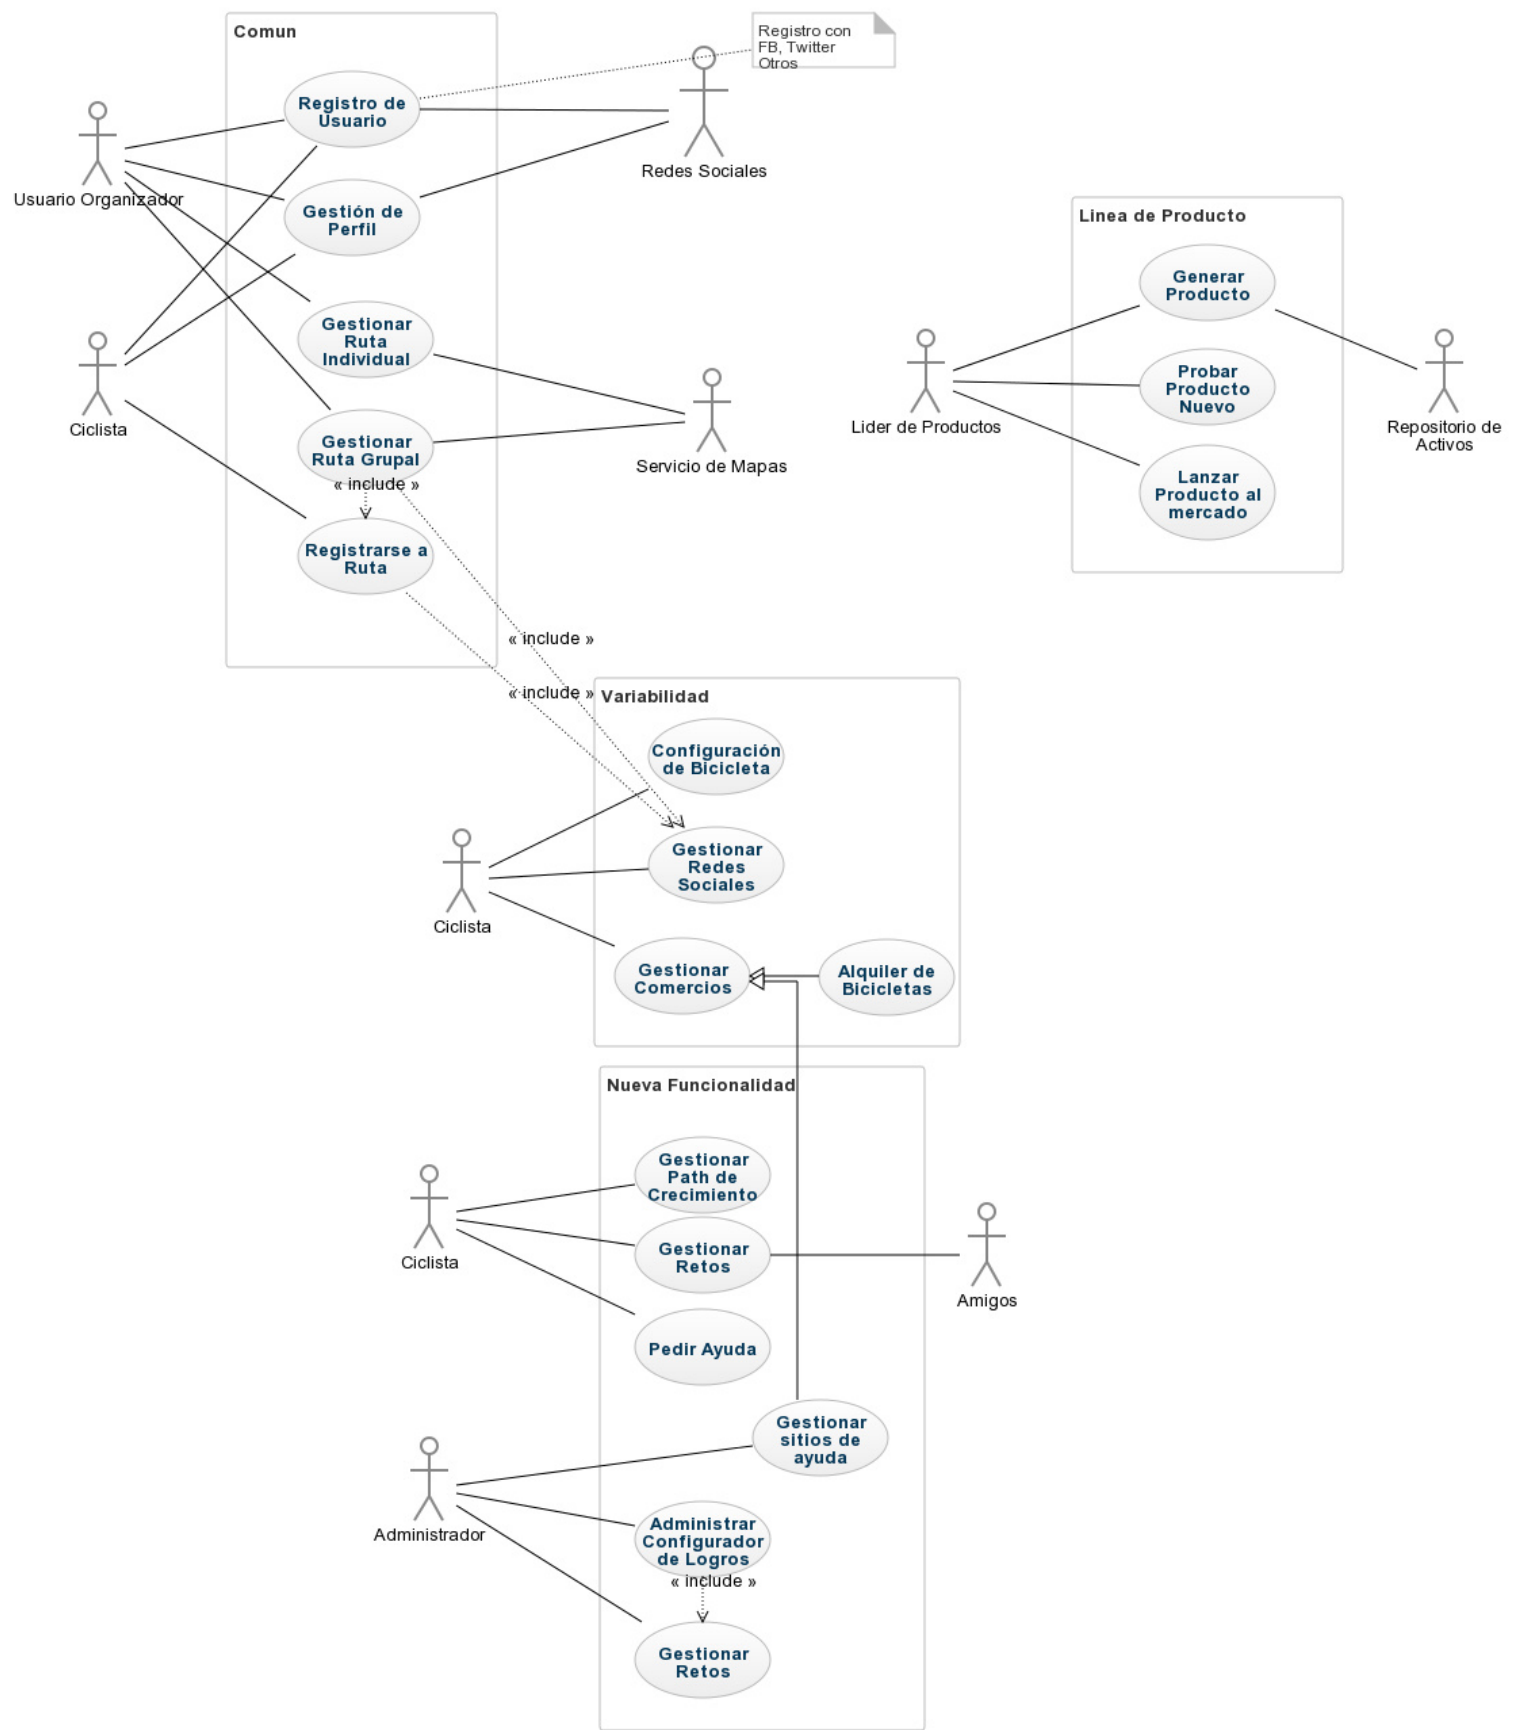 Comun
Registro con
FB, Twitter
Otros
Registro de
Usuario
Redes Sociales
Usuario Organizador
Gestión de
Perfil
Linea de Producto
Generar
Producto
Gestionar
Ruta
Individual
Probar
Producto
Nuevo
Ciclista
Lider de Productos
Repositorio de
Activos
Gestionar
Ruta Grupal
Servicio de Mapas
« include »
Lanzar
Producto al
mercado
Registrarse a
Ruta
« include »
« include »
Variabilidad
Configuración
de Bicicleta
Gestionar
Redes
Sociales
Ciclista
Gestionar
Comercios
Alquiler de
Bicicletas
Nueva Funcionalidad
Gestionar
Path de
Crecimiento
Ciclista
Gestionar
Retos
Amigos
Pedir Ayuda
Gestionar
sitios de
ayuda
Administrador
Administrar
Configurador
de Logros
« include »
Gestionar
Retos